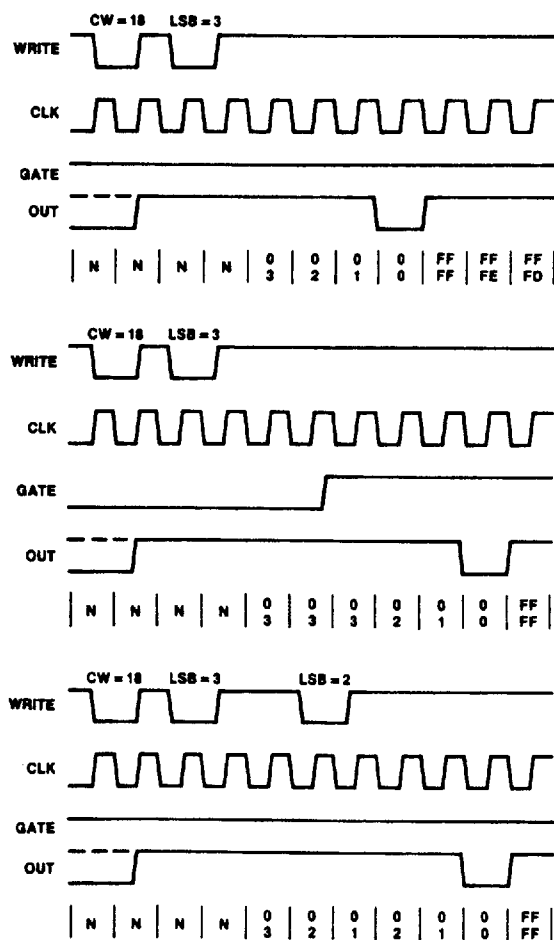 CW = 18 LSB = 3
WRITE
CLK
GATE
OUT
N N N N 0 0 0 0 FF FF FF
3 2 1 0 FF FE FD
CW = 18 LSB = 3
WRITE
CLK
GATE
OUT
N N N N 0 0 0 0 0 0 FF
3 3 3 2 1 0 FF
CW = 18 LSB = 3 LSB = 2
WRITE
CLK
GATE
OUT
N N N N 0 0 0 0 0 0 FF
3 2 1 2 1 0 FF